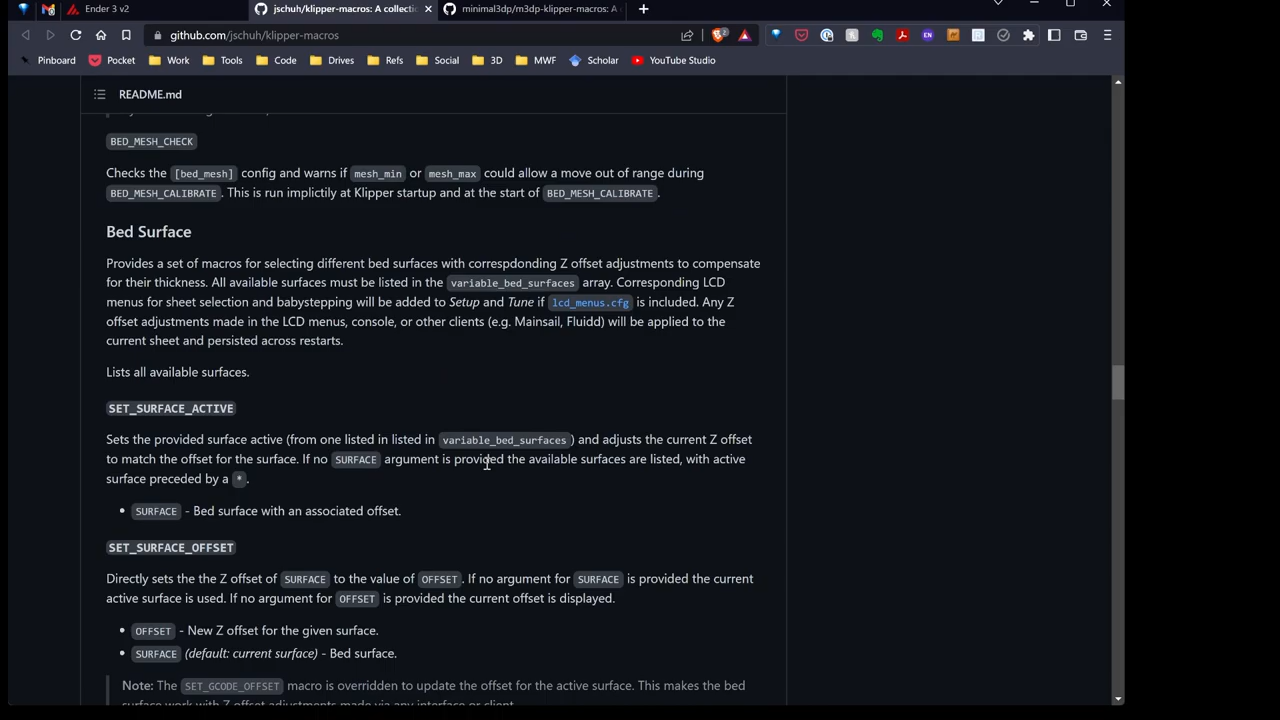 Ender 3 v2
jschuh/klipper-macros: A collectio
minimal3dp/m3dp-klipper-macros: A
github.com/jschuh/klipper-macros
Pinboard Pocket Work Tools Code Drives Refs Social 3D MWF Scholar YouTube Studio
README.md
BED_MESH_CHECK
Checks the [bed_mesh] config and warns if mesh_min or mesh_max could allow a move out of range during
BED_MESH_CALIBRATE. This is run implicitly at Klipper startup and at the start of BED_MESH_CALIBRATE.
Bed Surface
Provides a set of macros for selecting different bed surfaces with correspdonding Z offset adjustments to compensate
for their thickness. All available surfaces must be listed in the variable_bed_surfaces array. Corresponding LCD
menus for sheet selection and babystepping will be added to Setup and Tune if lcd_menus.cfg is included. Any Z
offset adjustments made in the LCD menus, console, or other clients (e.g. Mainsail, Fluidd) will be applied to the
current sheet and persisted across restarts.
Lists all available surfaces.
SET_SURFACE_ACTIVE
Sets the provided surface active (from one listed in listed in variable_bed_surfaces) and adjusts the current Z offset
to match the offset for the surface. If no SURFACE argument is provided the available surfaces are listed, with active
surface preceded by a *.
• SURFACE - Bed surface with an associated offset.
SET_SURFACE_OFFSET
Directly sets the the Z offset of SURFACE to the value of OFFSET. If no argument for SURFACE is provided the current
active surface is used. If no argument for OFFSET is provided the current offset is displayed.
• OFFSET - New Z offset for the given surface.
• SURFACE (default: current surface) - Bed surface.
Note: The SET_GCODE_OFFSET macro is overridden to update the offset for the active surface. This makes the bed
surface work with Z offset adjustments made via any interface or client.